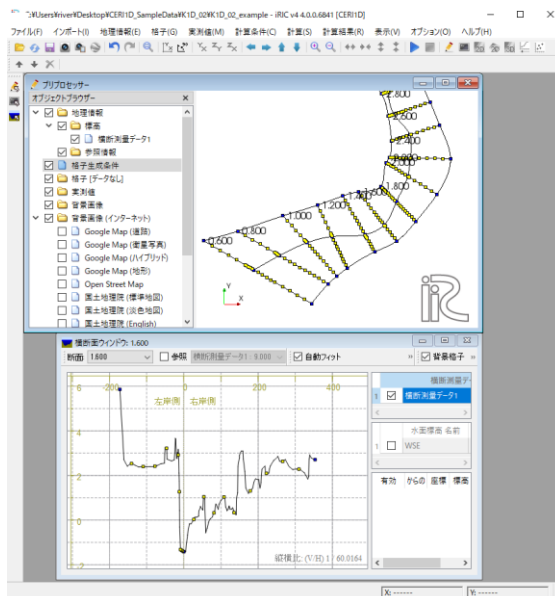 C:\Users\river\Desktop\CERI1D_SampleData\K1D_02\K1D_02_example - iRIC v4 4.0.0.6841 [CERI1D]
ファイル(F) インポート(I) 地理情報(E) 格子(G) 実測値(M) 計算条件(C) 計算(S) 計算結果(R) 表示(V) オプション(O) ヘルプ(H)
プリプロセッサー
オブジェクトブラウザー
地理情報
標高
横断測量データ1
参照情報
格子生成条件
格子 [データなし]
実測値
背景画像
背景画像 (インターネット)
Google Map (道路)
Google Map (衛星写真)
Google Map (ハイブリッド)
Google Map (地形)
Open Street Map
国土地理院 (標準地図)
国土地理院 (淡色地図)
国土地理院 (English)
2.800
2.600
2.400
1.800
1.200
1.000
0.800
0.600
Y
X
iRC
横断面ウィンドウ: 1.600
断面 1.600 参照 横断測量データ1 - 9.000 自動フィット » 背景格子 »
6 -200 0 200
左岸側 右岸側
4
2
0
-2
縦横比: (V/H) 1 / 60.0164
横断測量デー
1 横断測量データ1
水面標高 名前
1 WSE
有効 からの 座標 標高
X: ------ Y: ------